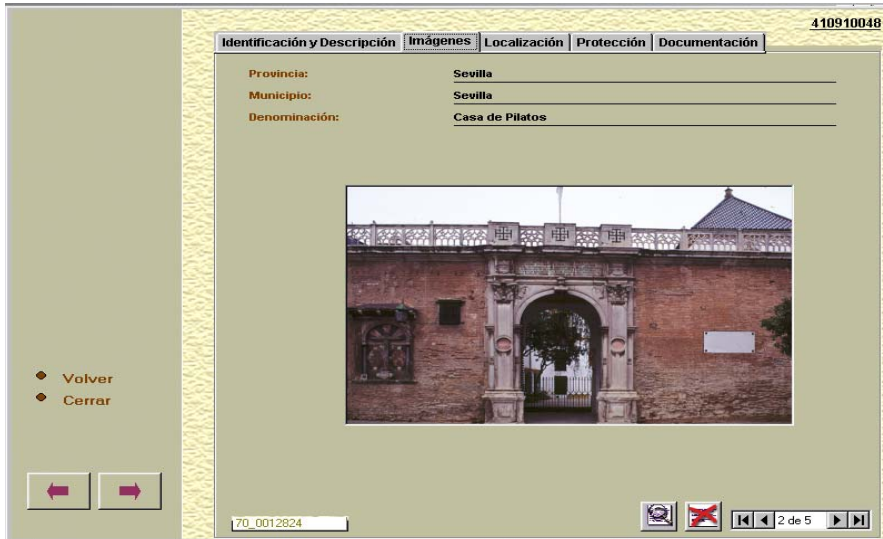 410910048
Identificación y Descripción Imágenes Localización Protección Documentación
Provincia: Sevilla
Municipio: Sevilla
Denominación: Casa de Pilatos
Volver
Cerrar
70_0012824
2 de 5